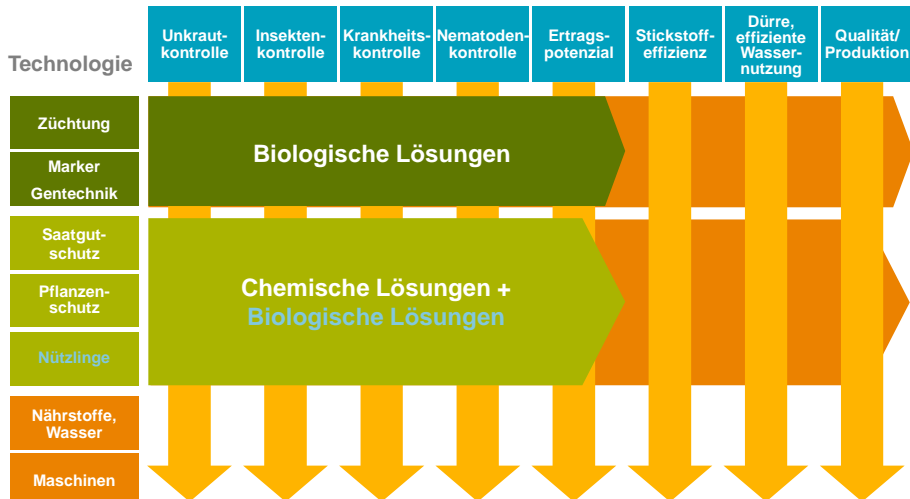 Technologie
Unkraut-
kontrolle
Insekten-
kontrolle
Krankheits-
kontrolle
Nematoden-
kontrolle
Ertrags-
potenzial
Stickstoff-
effizienz
Dürre,
effiziente
Wasser-
nutzung
Qualität/
Produktion
Züchtung
Marker
Gentechnik
Biologische Lösungen
Saatgut-
schutz
Pflanzen-
schutz
Nützlinge
Chemische Lösungen +
Biologische Lösungen
Nährstoffe,
Wasser
Maschinen